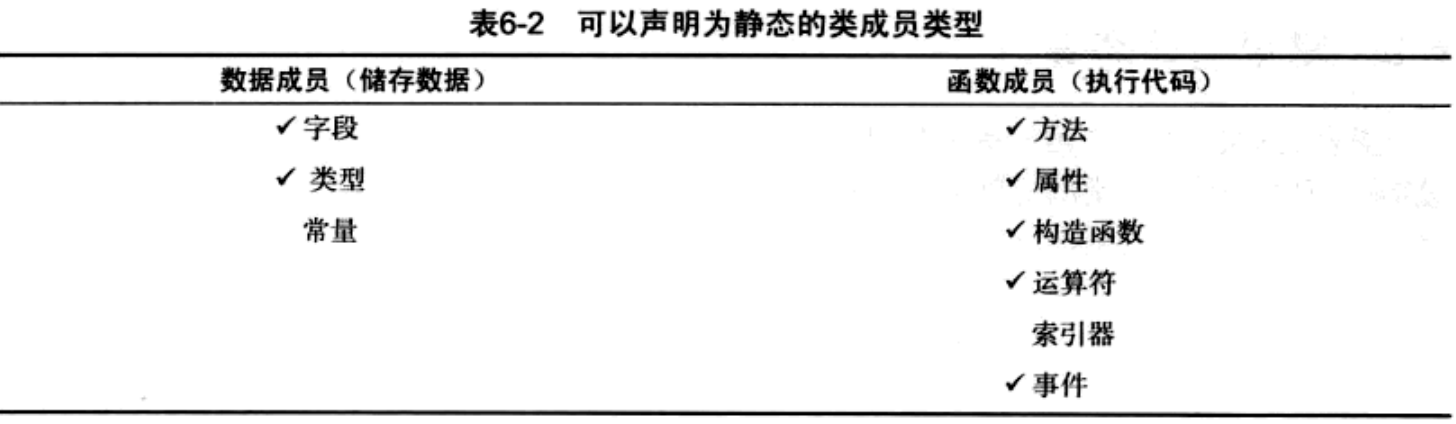 表6-2 可以声明为静态的类成员类型
数据成员（储存数据） 函数成员（执行代码）
✓字段 ✓方法
✓ 类型 ✓属性
常量 ✓构造函数
✓运算符
索引器
✓事件